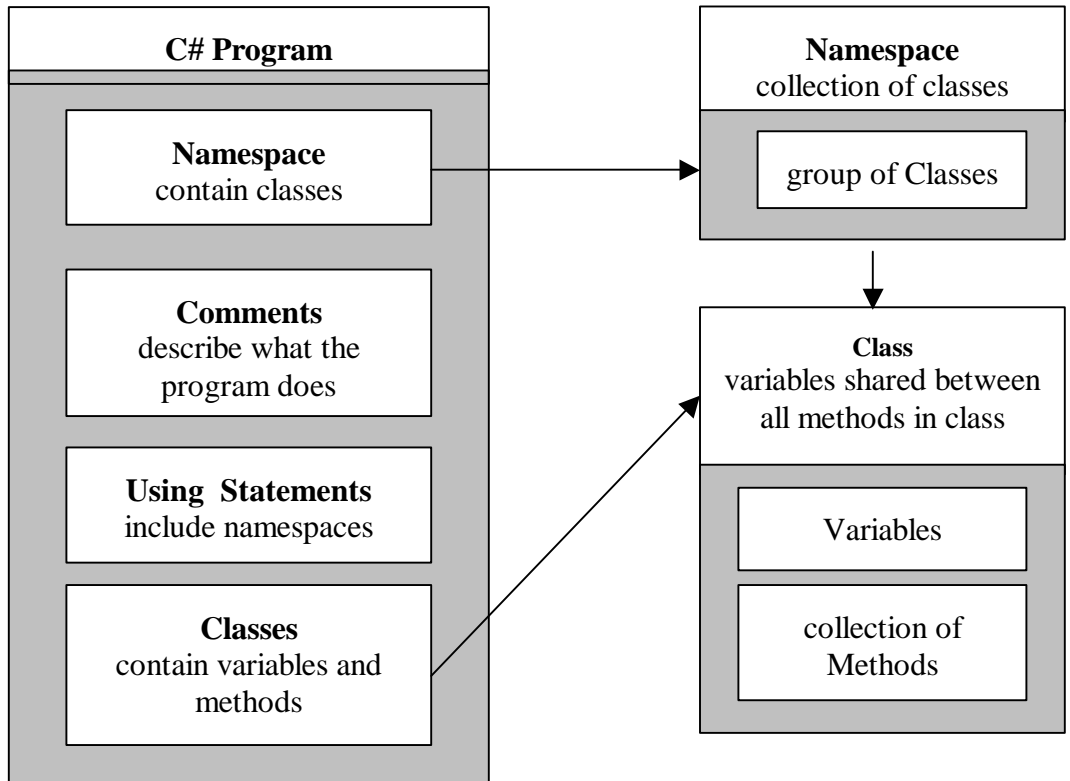 C# Program
Namespace
contain classes
Comments
describe what the
program does
Using Statements
include namespaces
Classes
contain variables and
methods
Namespace
collection of classes
group of Classes
Class
variables shared between
all methods in class
Variables
collection of
Methods